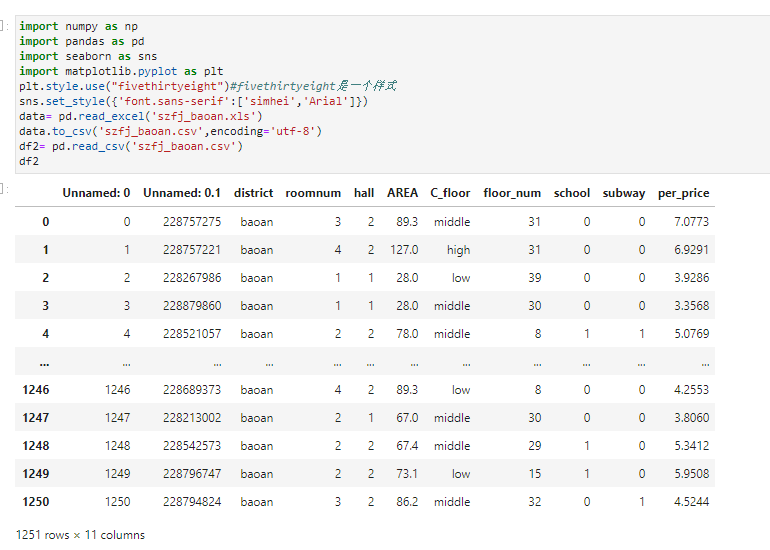 ]:
import numpy as np
import pandas as pd
import seaborn as sns
import matplotlib.pyplot as plt
plt.style.use("fivethirtyeight")#fivethirtyeight是一个样式
sns.set_style({'font.sans-serif':['simhei','Arial']})
data= pd.read_excel('szfj_baoan.xls')
data.to_csv('szfj_baoan.csv',encoding='utf-8')
df2= pd.read_csv('szfj_baoan.csv')
df2
]:
Unnamed: 0 Unnamed: 0.1 district roomnum hall AREA C_floor floor_num school subway per_price
0 0 228757275 baoan 3 2 89.3 middle 31 0 0 7.0773
1 1 228757221 baoan 4 2 127.0 high 31 0 0 6.9291
2 2 228267986 baoan 1 1 28.0 low 39 0 0 3.9286
3 3 228879860 baoan 1 1 28.0 middle 30 0 0 3.3568
4 4 228521057 baoan 2 2 78.0 middle 8 1 1 5.0769
... ... ... ... ... ... ... ... ... ... ... ...
1246 1246 228689373 baoan 4 2 89.3 low 8 0 0 4.2553
1247 1247 228213002 baoan 2 1 67.0 middle 30 0 0 3.8060
1248 1248 228542573 baoan 2 2 67.4 middle 29 1 0 5.3412
1249 1249 228796747 baoan 2 2 73.1 low 15 1 0 5.9508
1250 1250 228794824 baoan 3 2 86.2 middle 32 0 1 4.5244
1251 rows × 11 columns